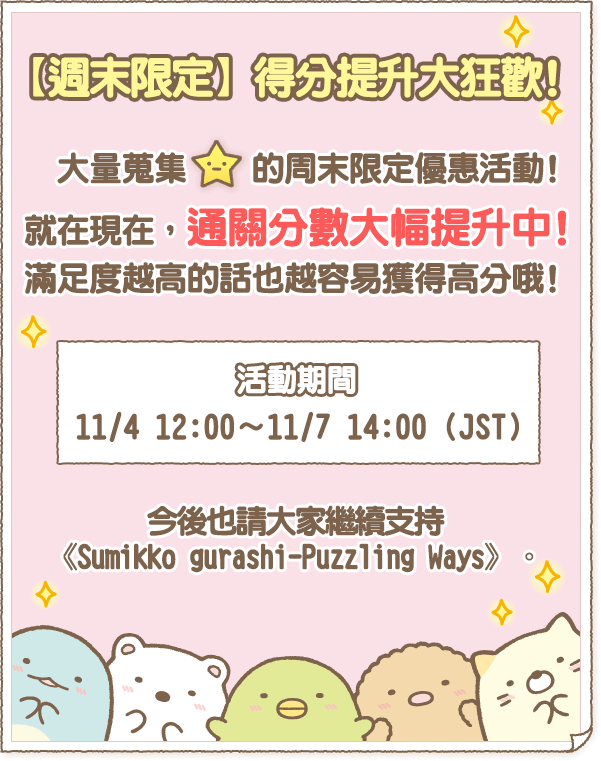 【週末限定】得分提升大狂歡!
大量蒐集 的周末限定優惠活動!
就在現在，通關分數大幅提升中!
滿足度越高的話也越容易獲得高分哦!
活動期間
11/4 12:00～11/7 14:00 (JST)
今後也請大家繼續支持
《Sumikko gurashi-Puzzling Ways》。